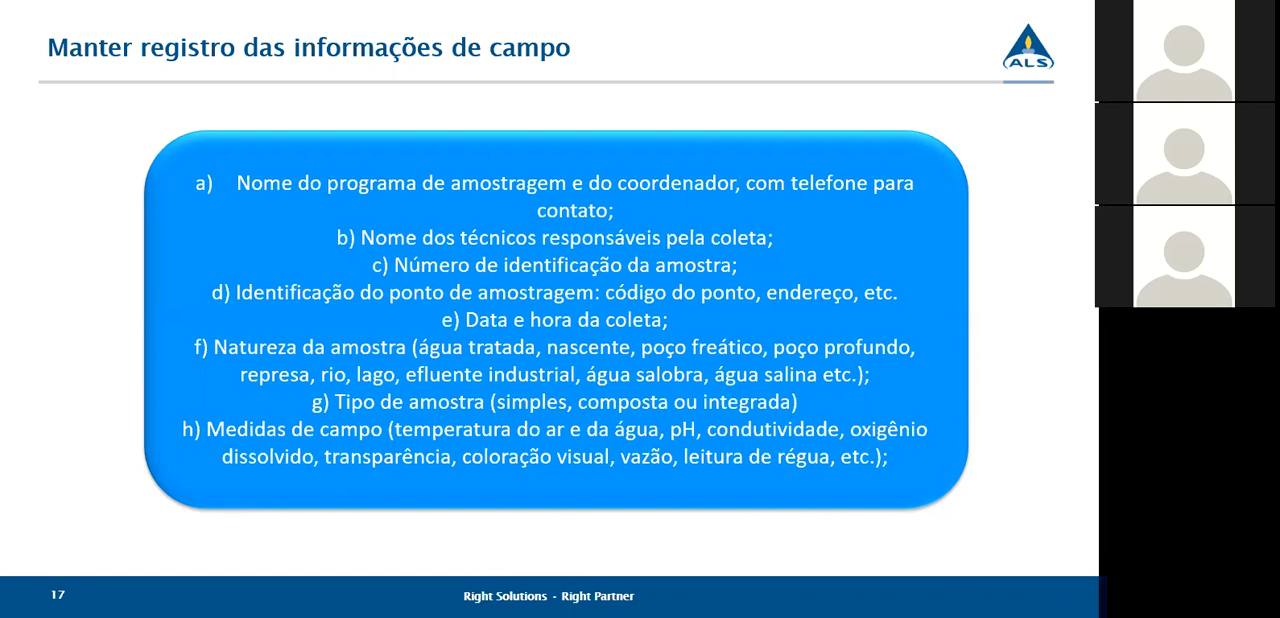 Manter registro das informações de campo
ALS
a) Nome do programa de amostragem e do coordenador, com telefone para
contato;
b) Nome dos técnicos responsáveis pela coleta;
c) Número de identificação da amostra;
d) Identificação do ponto de amostragem: código do ponto, endereço, etc.
e) Data e hora da coleta;
f) Natureza da amostra (água tratada, nascente, poço freático, poço profundo,
represa, rio, lago, efluente industrial, água salobra, água salina etc.);
g) Tipo de amostra (simples, composta ou integrada)
h) Medidas de campo (temperatura do ar e da água, pH, condutividade, oxigênio
dissolvido, transparência, coloração visual, vazão, leitura de régua, etc.);
17
Right Solutions - Right Partner